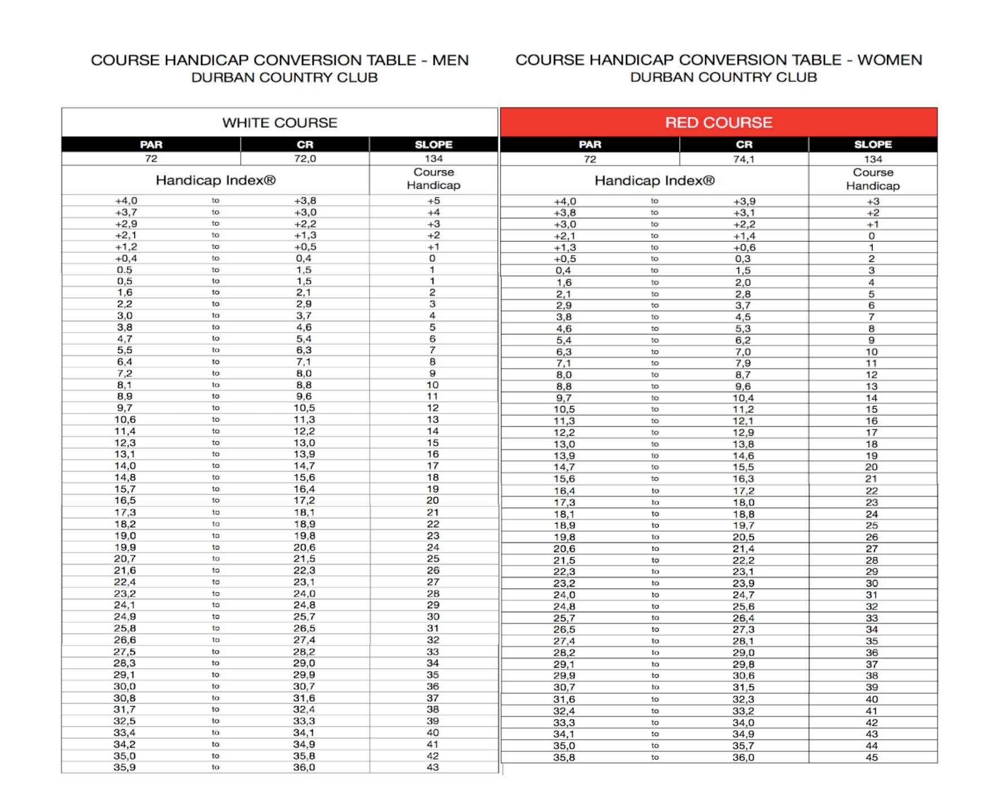 COURSE HANDICAP CONVERSION TABLE - MEN
DURBAN COUNTRY CLUB
WHITE COURSE
PAR CR SLOPE
72 72,0 134
Handicap Index® Course Handicap
+4,0 to +3,8 +5
+3,7 to +3,0 +4
+2,9 to +2,2 +3
+2,1 to +1,3 +2
+1,2 to +0,5 +1
+0,4 to 0,4 0
0.5 to 1,5 1
0,5 to 1,5 1
1,6 to 2,1 2
2,2 to 2,9 3
3,0 to 3,7 4
3,8 to 4,6 5
4,7 to 5,4 6
5,5 to 6,3 7
6,4 to 7,1 8
7,2 to 8,0 9
8,1 to 8,8 10
8,9 to 9,6 11
9,7 to 10,5 12
10,6 to 11,3 13
11,4 to 12,2 14
12,3 to 13,0 15
13,1 to 13,9 16
14,0 to 14,7 17
14,8 to 15,6 18
15,7 to 16,4 19
16,5 to 17,2 20
17,3 to 18,1 21
18,2 to 18,9 22
19,0 to 19,8 23
19,9 to 20,6 24
20,7 to 21,5 25
21,6 to 22,3 26
22,4 to 23,1 27
23,2 to 24,0 28
24,1 to 24,8 29
24,9 to 25,7 30
25,8 to 26,5 31
26,6 to 27,4 32
27,5 to 28,2 33
28,3 to 29,0 34
29,1 to 29,9 35
30,0 to 30,7 36
30,8 to 31,6 37
31,7 to 32,4 38
32,5 to 33,3 39
33,4 to 34,1 40
34,2 to 34,9 41
35,0 to 35,8 42
35,9 to 36,0 43
COURSE HANDICAP CONVERSION TABLE - WOMEN
DURBAN COUNTRY CLUB
RED COURSE
PAR CR SLOPE
72 74,1 134
Handicap Index® Course Handicap
+4,0 to +3,9 +3
+3,8 to +3,1 +2
+3,0 to +2,2 +1
+2,1 to +1,4 0
+1,3 to +0,6 1
+0,5 to 0,3 2
0,4 to 1,5 3
1,6 to 2,0 4
2,1 to 2,8 5
2,9 to 3,7 6
3,8 to 4,5 7
4,6 to 5,3 8
5,4 to 6,2 9
6,3 to 7,0 10
7,1 to 7,9 11
8,0 to 8,7 12
8,8 to 9,6 13
9,7 to 10,4 14
10,5 to 11,2 15
11,3 to 12,1 16
12,2 to 12,9 17
13,0 to 13,8 18
13,9 to 14,6 19
14,7 to 15,5 20
15,6 to 16,3 21
16,4 to 17,2 22
17,3 to 18,0 23
18,1 to 18,8 24
18,9 to 19,7 25
19,8 to 20,5 26
20,6 to 21,4 27
21,5 to 22,2 28
22,3 to 23,1 29
23,2 to 23,9 30
24,0 to 24,7 31
24,8 to 25,6 32
25,7 to 26,4 33
26,5 to 27,3 34
27,4 to 28,1 35
28,2 to 29,0 36
29,1 to 29,8 37
29,9 to 30,6 38
30,7 to 31,5 39
31,6 to 32,3 40
32,4 to 33,2 41
33,3 to 34,0 42
34,1 to 34,9 43
35,0 to 35,7 44
35,8 to 36,0 45